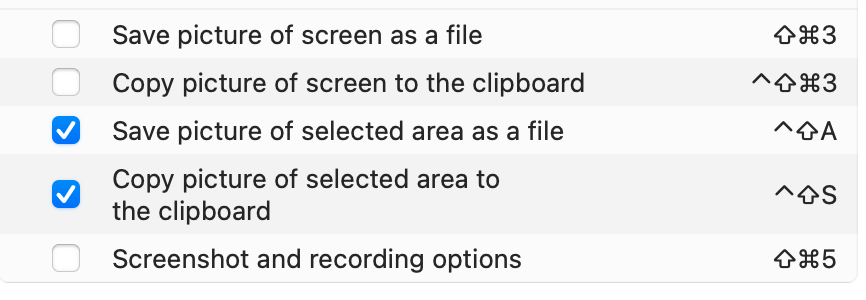 Save picture of screen as a file ⇧⌘3
Copy picture of screen to the clipboard ^⇧⌘3
Save picture of selected area as a file ^⇧A
Copy picture of selected area to
the clipboard ^⇧S
Screenshot and recording options ⇧⌘5